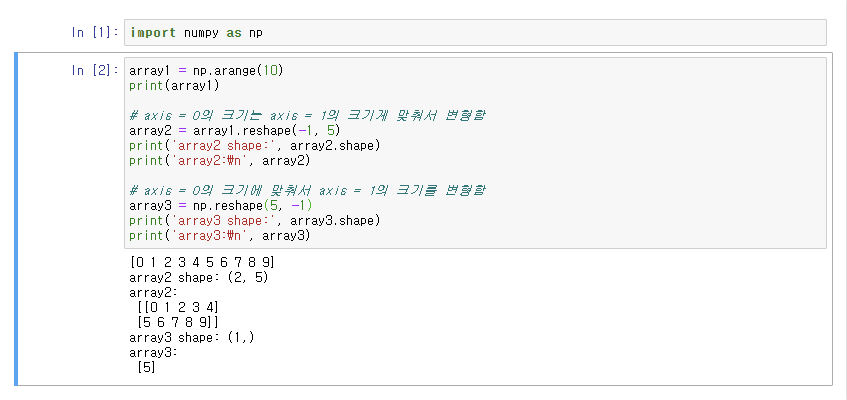 In [1]: import numpy as np
In [2]: array1 = np.arange(10)
print(array1)
# axis = 0의 크기는 axis = 1의 크기게 맞춰서 변형함
array2 = array1.reshape(-1, 5)
print('array2 shape:', array2.shape)
print('array2:₩n', array2)
# axis = 0의 크기에 맞춰서 axis = 1의 크기를 변형함
array3 = np.reshape(5, -1)
print('array3 shape:', array3.shape)
print('array3:₩n', array3)
[0 1 2 3 4 5 6 7 8 9]
array2 shape: (2, 5)
array2:
[[0 1 2 3 4]
[5 6 7 8 9]]
array3 shape: (1,)
array3:
[5]